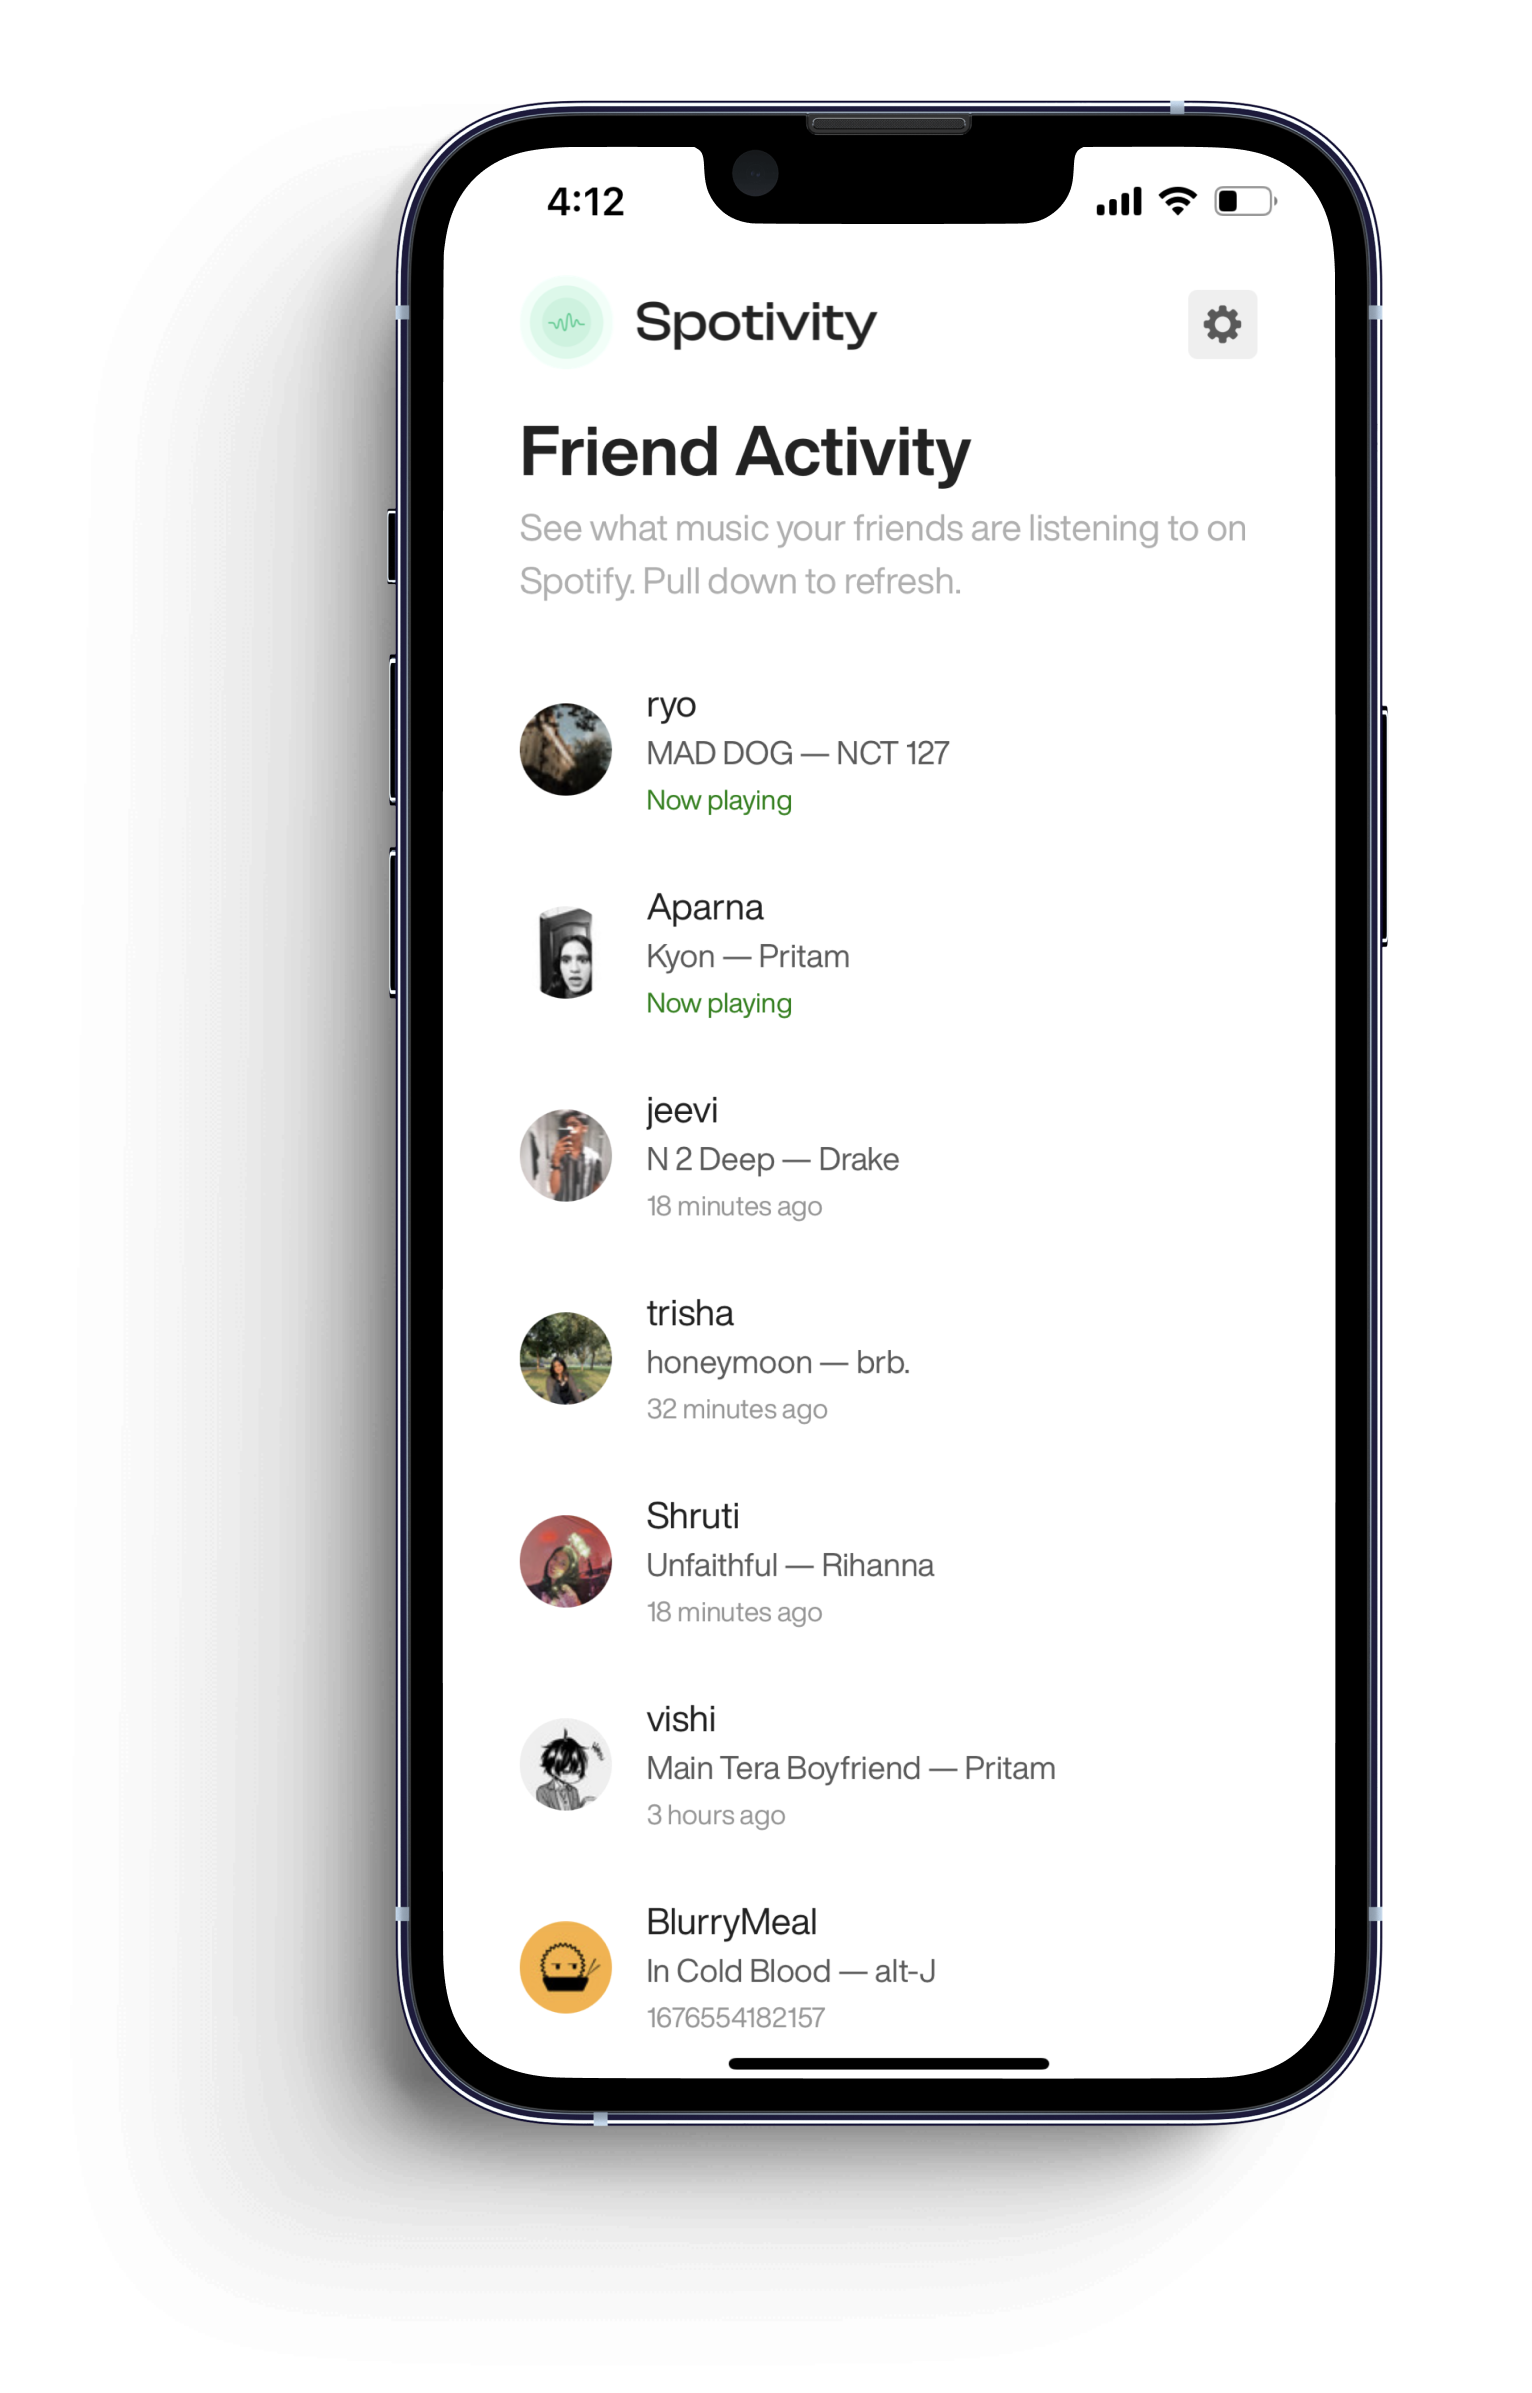 4:12
Spotivity
Friend Activity
See what music your friends are listening to on
Spotify. Pull down to refresh.
ryo
MAD DOG — NCT 127
Now playing
Aparna
Kyon — Pritam
Now playing
jeevi
N 2 Deep — Drake
18 minutes ago
trisha
honeymoon — brb.
32 minutes ago
Shruti
Unfaithful — Rihanna
18 minutes ago
vishi
Main Tera Boyfriend — Pritam
3 hours ago
BlurryMeal
In Cold Blood — alt-J
1676554182157